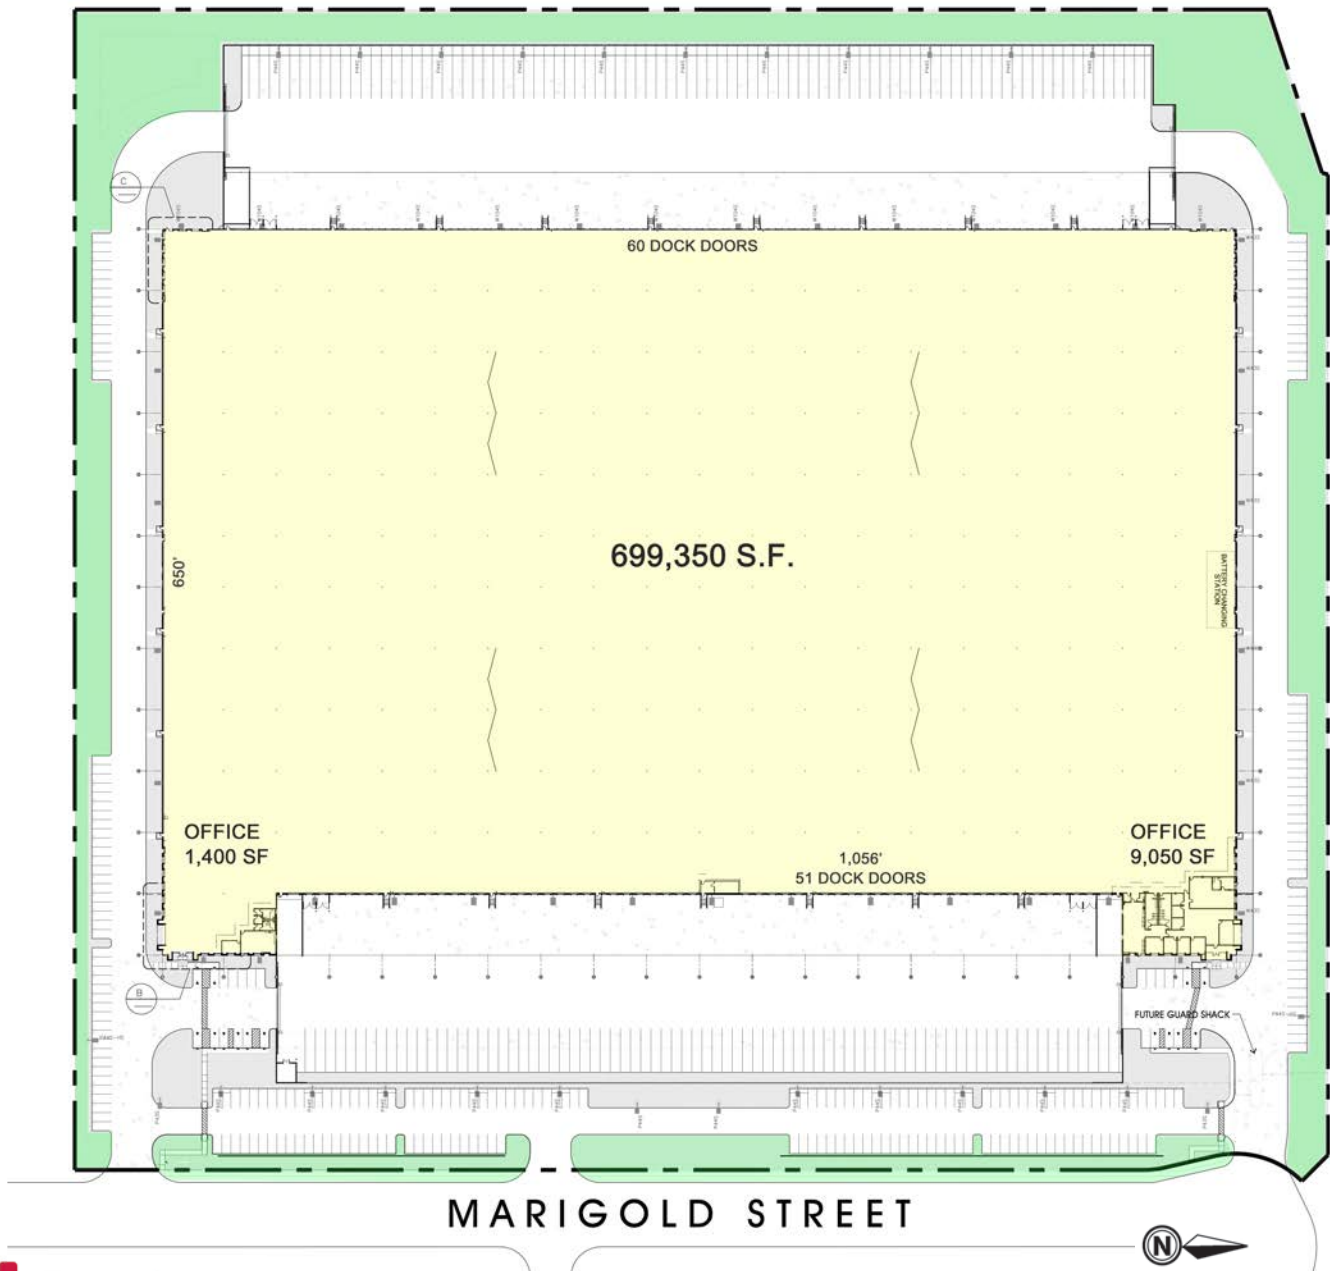 C
60 DOCK DOORS
699,350 S.F.
650'
BATTERY CHANGING
STATION
OFFICE
1,400 SF
OFFICE
9,050 SF
1,056'
51 DOCK DOORS
B
FUTURE GUARD SHACK
MARIGOLD STREET
N